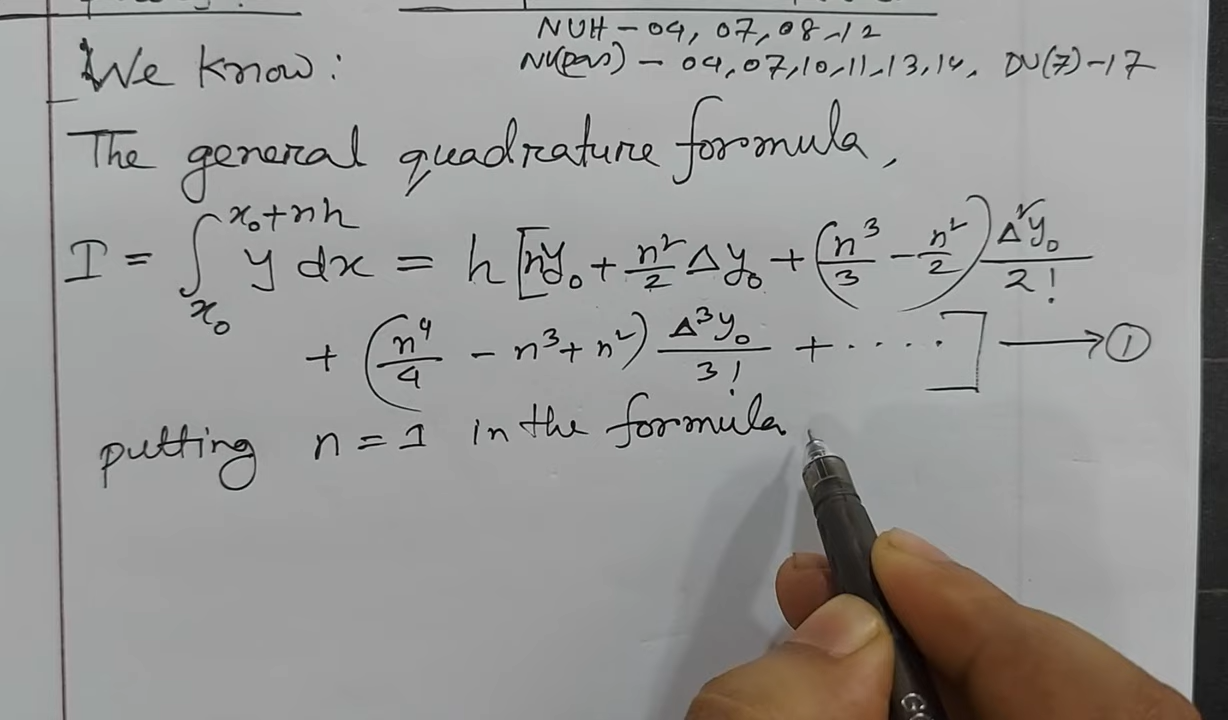 NUH - 04, 07, 08, 12
We know: NU(pas) - 04, 07, 10, 11, 13, 14, DU(7) - 17
The general quadrature formula,
I = ∫_{x₀}^{x₀+nh} y dx = h [ny₀ + n²/2 Δy₀ + (n³/3 - n²/2) Δ²y₀/2!
+ (n⁴/4 - n³ + n²) Δ³y₀/3! + ....] → ①
putting n = 1 in the formula